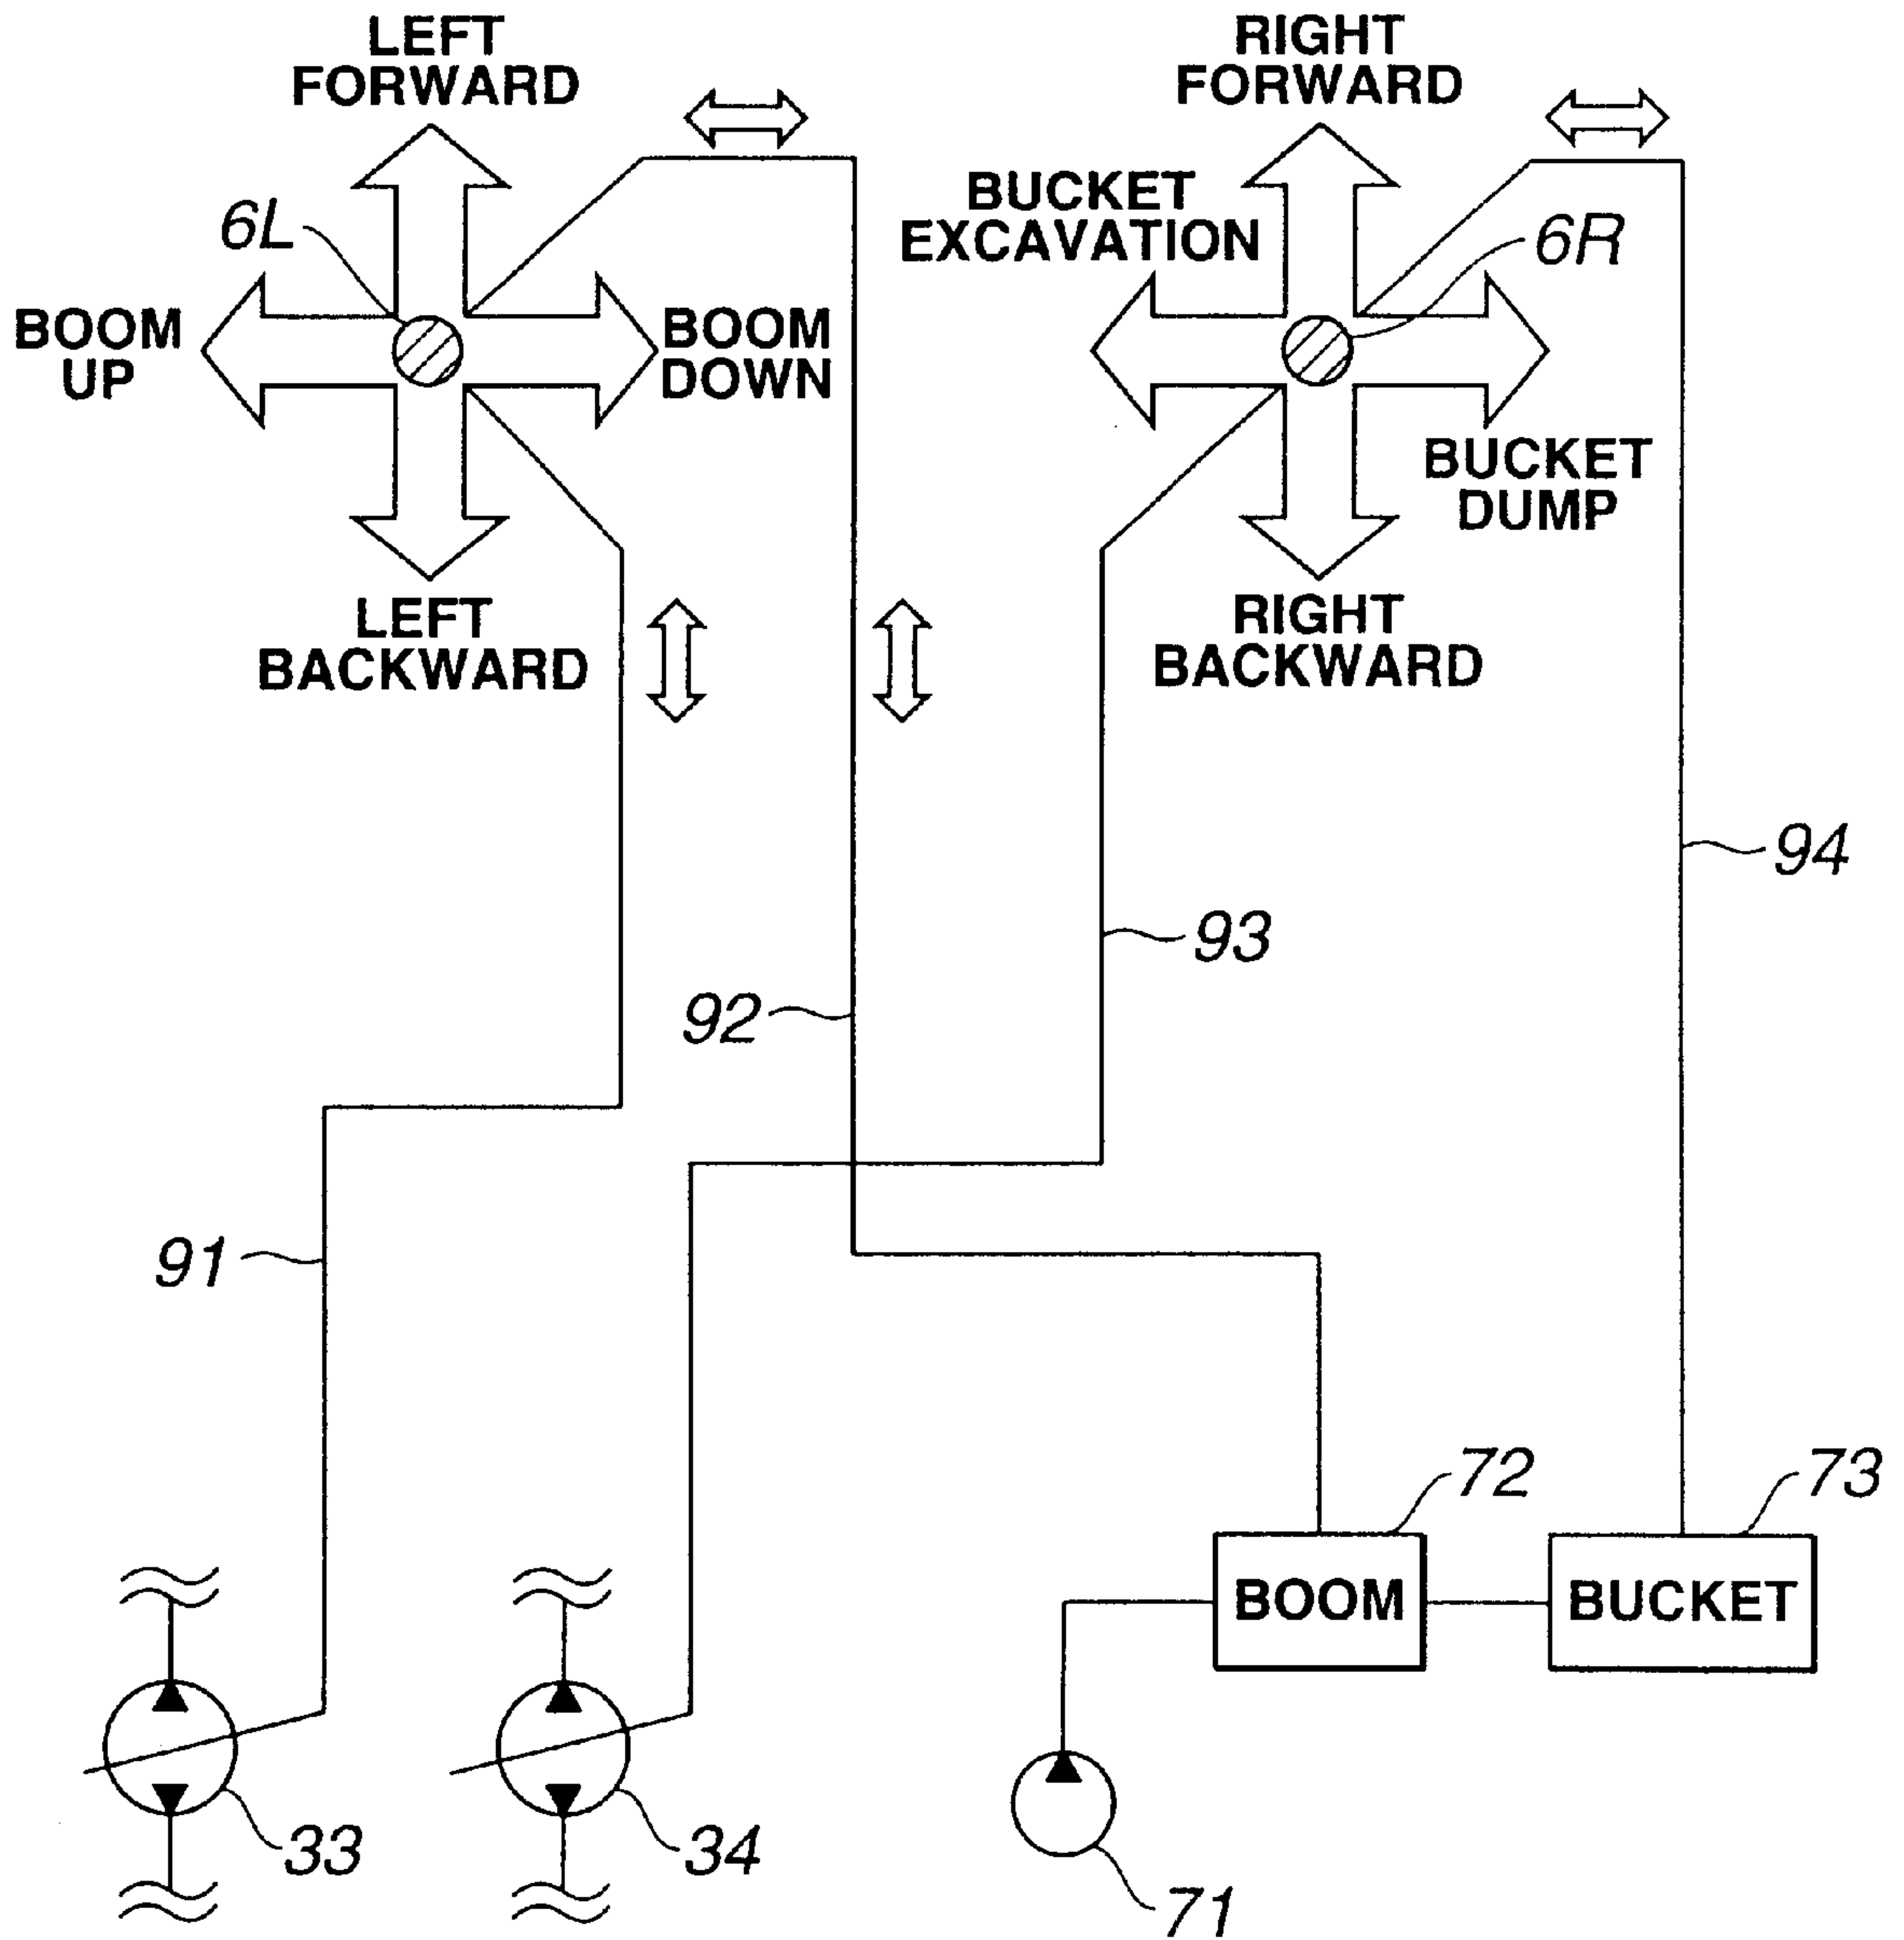 LEFT
FORWARD
RIGHT
FORWARD
BUCKET
EXCAVATION
6L
6R
BOOM
UP
BOOM
DOWN
BUCKET
DUMP
LEFT
BACKWARD
RIGHT
BACKWARD
94
93
92
91
72
73
BOOM
BUCKET
33
34
71